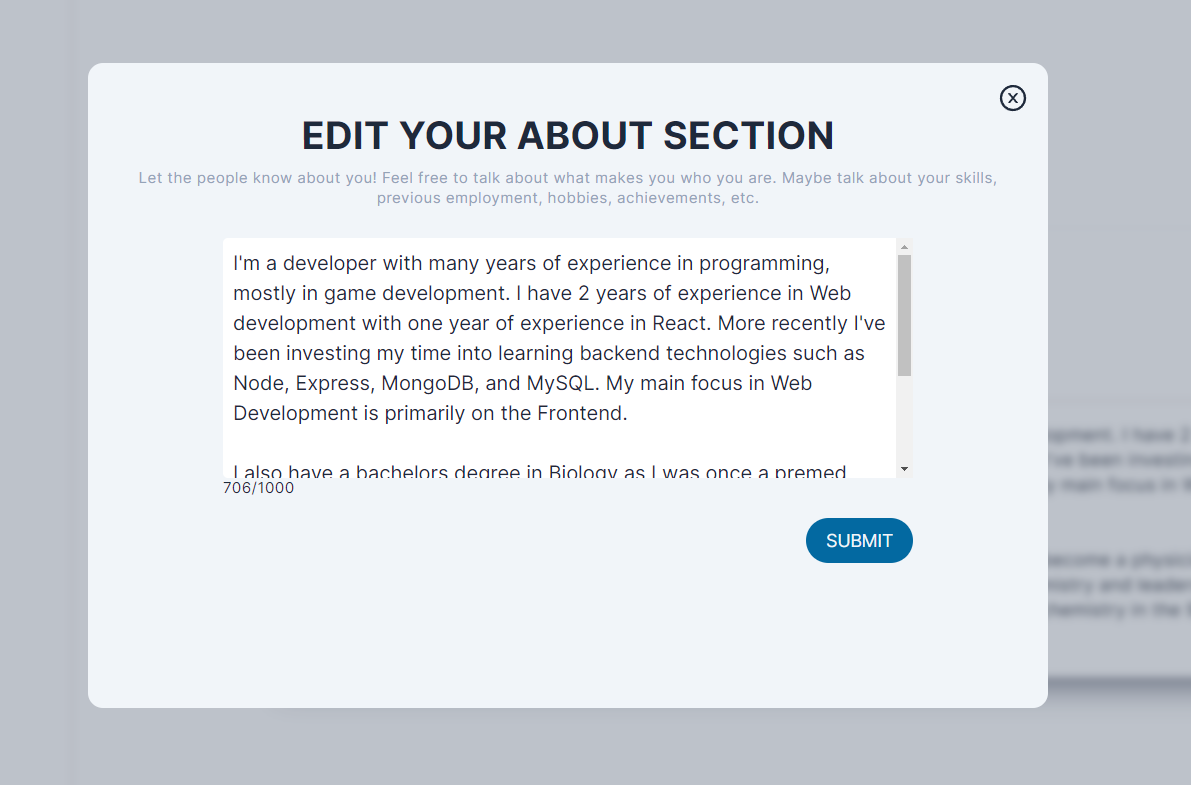 EDIT YOUR ABOUT SECTION
Let the people know about you! Feel free to talk about what makes you who you are. Maybe talk about your skills,
previous employment, hobbies, achievements, etc.
I'm a developer with many years of experience in programming,
mostly in game development. I have 2 years of experience in Web
development with one year of experience in React. More recently I've
been investing my time into learning backend technologies such as
Node, Express, MongoDB, and MySQL. My main focus in Web
Development is primarily on the Frontend.
I also have a bachelors degree in Biology as I was once a premed
706/1000
SUBMIT
opment. I have 2
've been investin
main focus in
become a physic
mistry and leader
chemistry in the